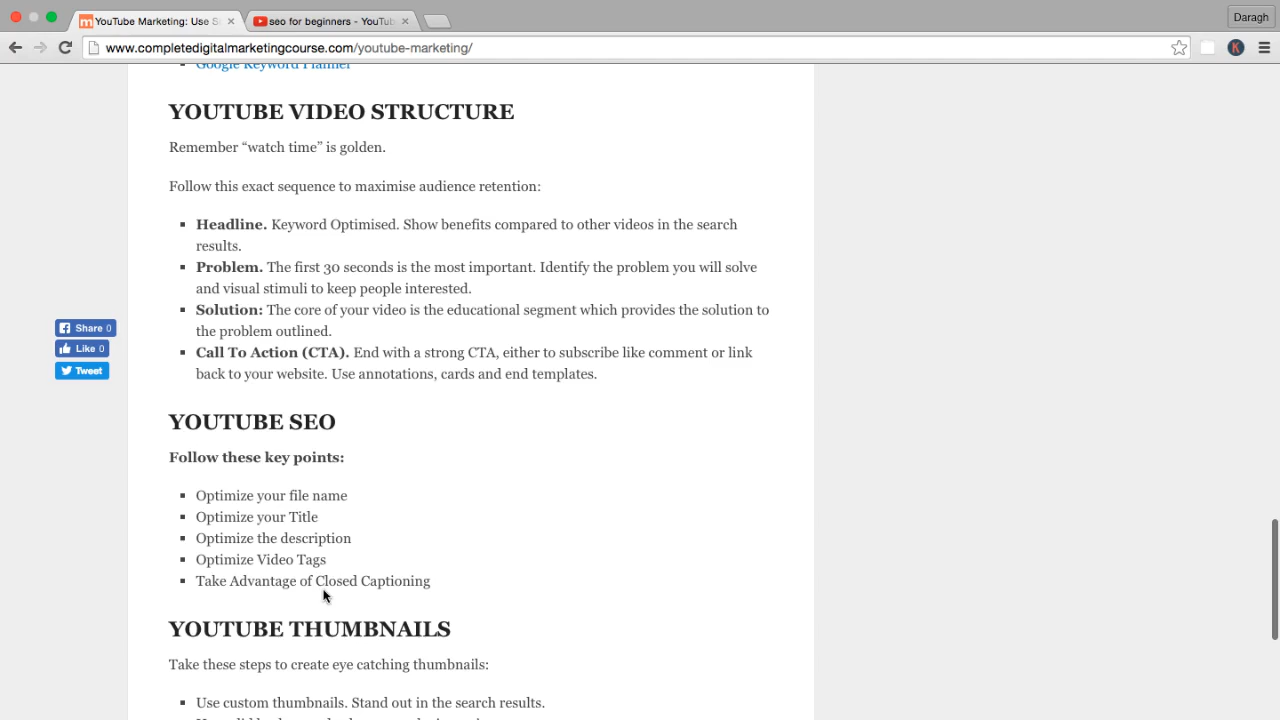 YouTube Marketing: Use S
seo for beginners - YouTub
Daragh
www.completedigitalmarketingcourse.com/youtube-marketing/
K
Google Keyword Planner
YOUTUBE VIDEO STRUCTURE
Remember “watch time” is golden.
Follow this exact sequence to maximise audience retention:
Headline. Keyword Optimised. Show benefits compared to other videos in the search
results.
Problem. The first 30 seconds is the most important. Identify the problem you will solve
and visual stimuli to keep people interested.
Solution: The core of your video is the educational segment which provides the solution to
the problem outlined.
Share 0
Like 0
Tweet
Call To Action (CTA). End with a strong CTA, either to subscribe like comment or link
back to your website. Use annotations, cards and end templates.
YOUTUBE SEO
Follow these key points:
Optimize your file name
Optimize your Title
Optimize the description
Optimize Video Tags
Take Advantage of Closed Captioning
YOUTUBE THUMBNAILS
Take these steps to create eye catching thumbnails:
Use custom thumbnails. Stand out in the search results.